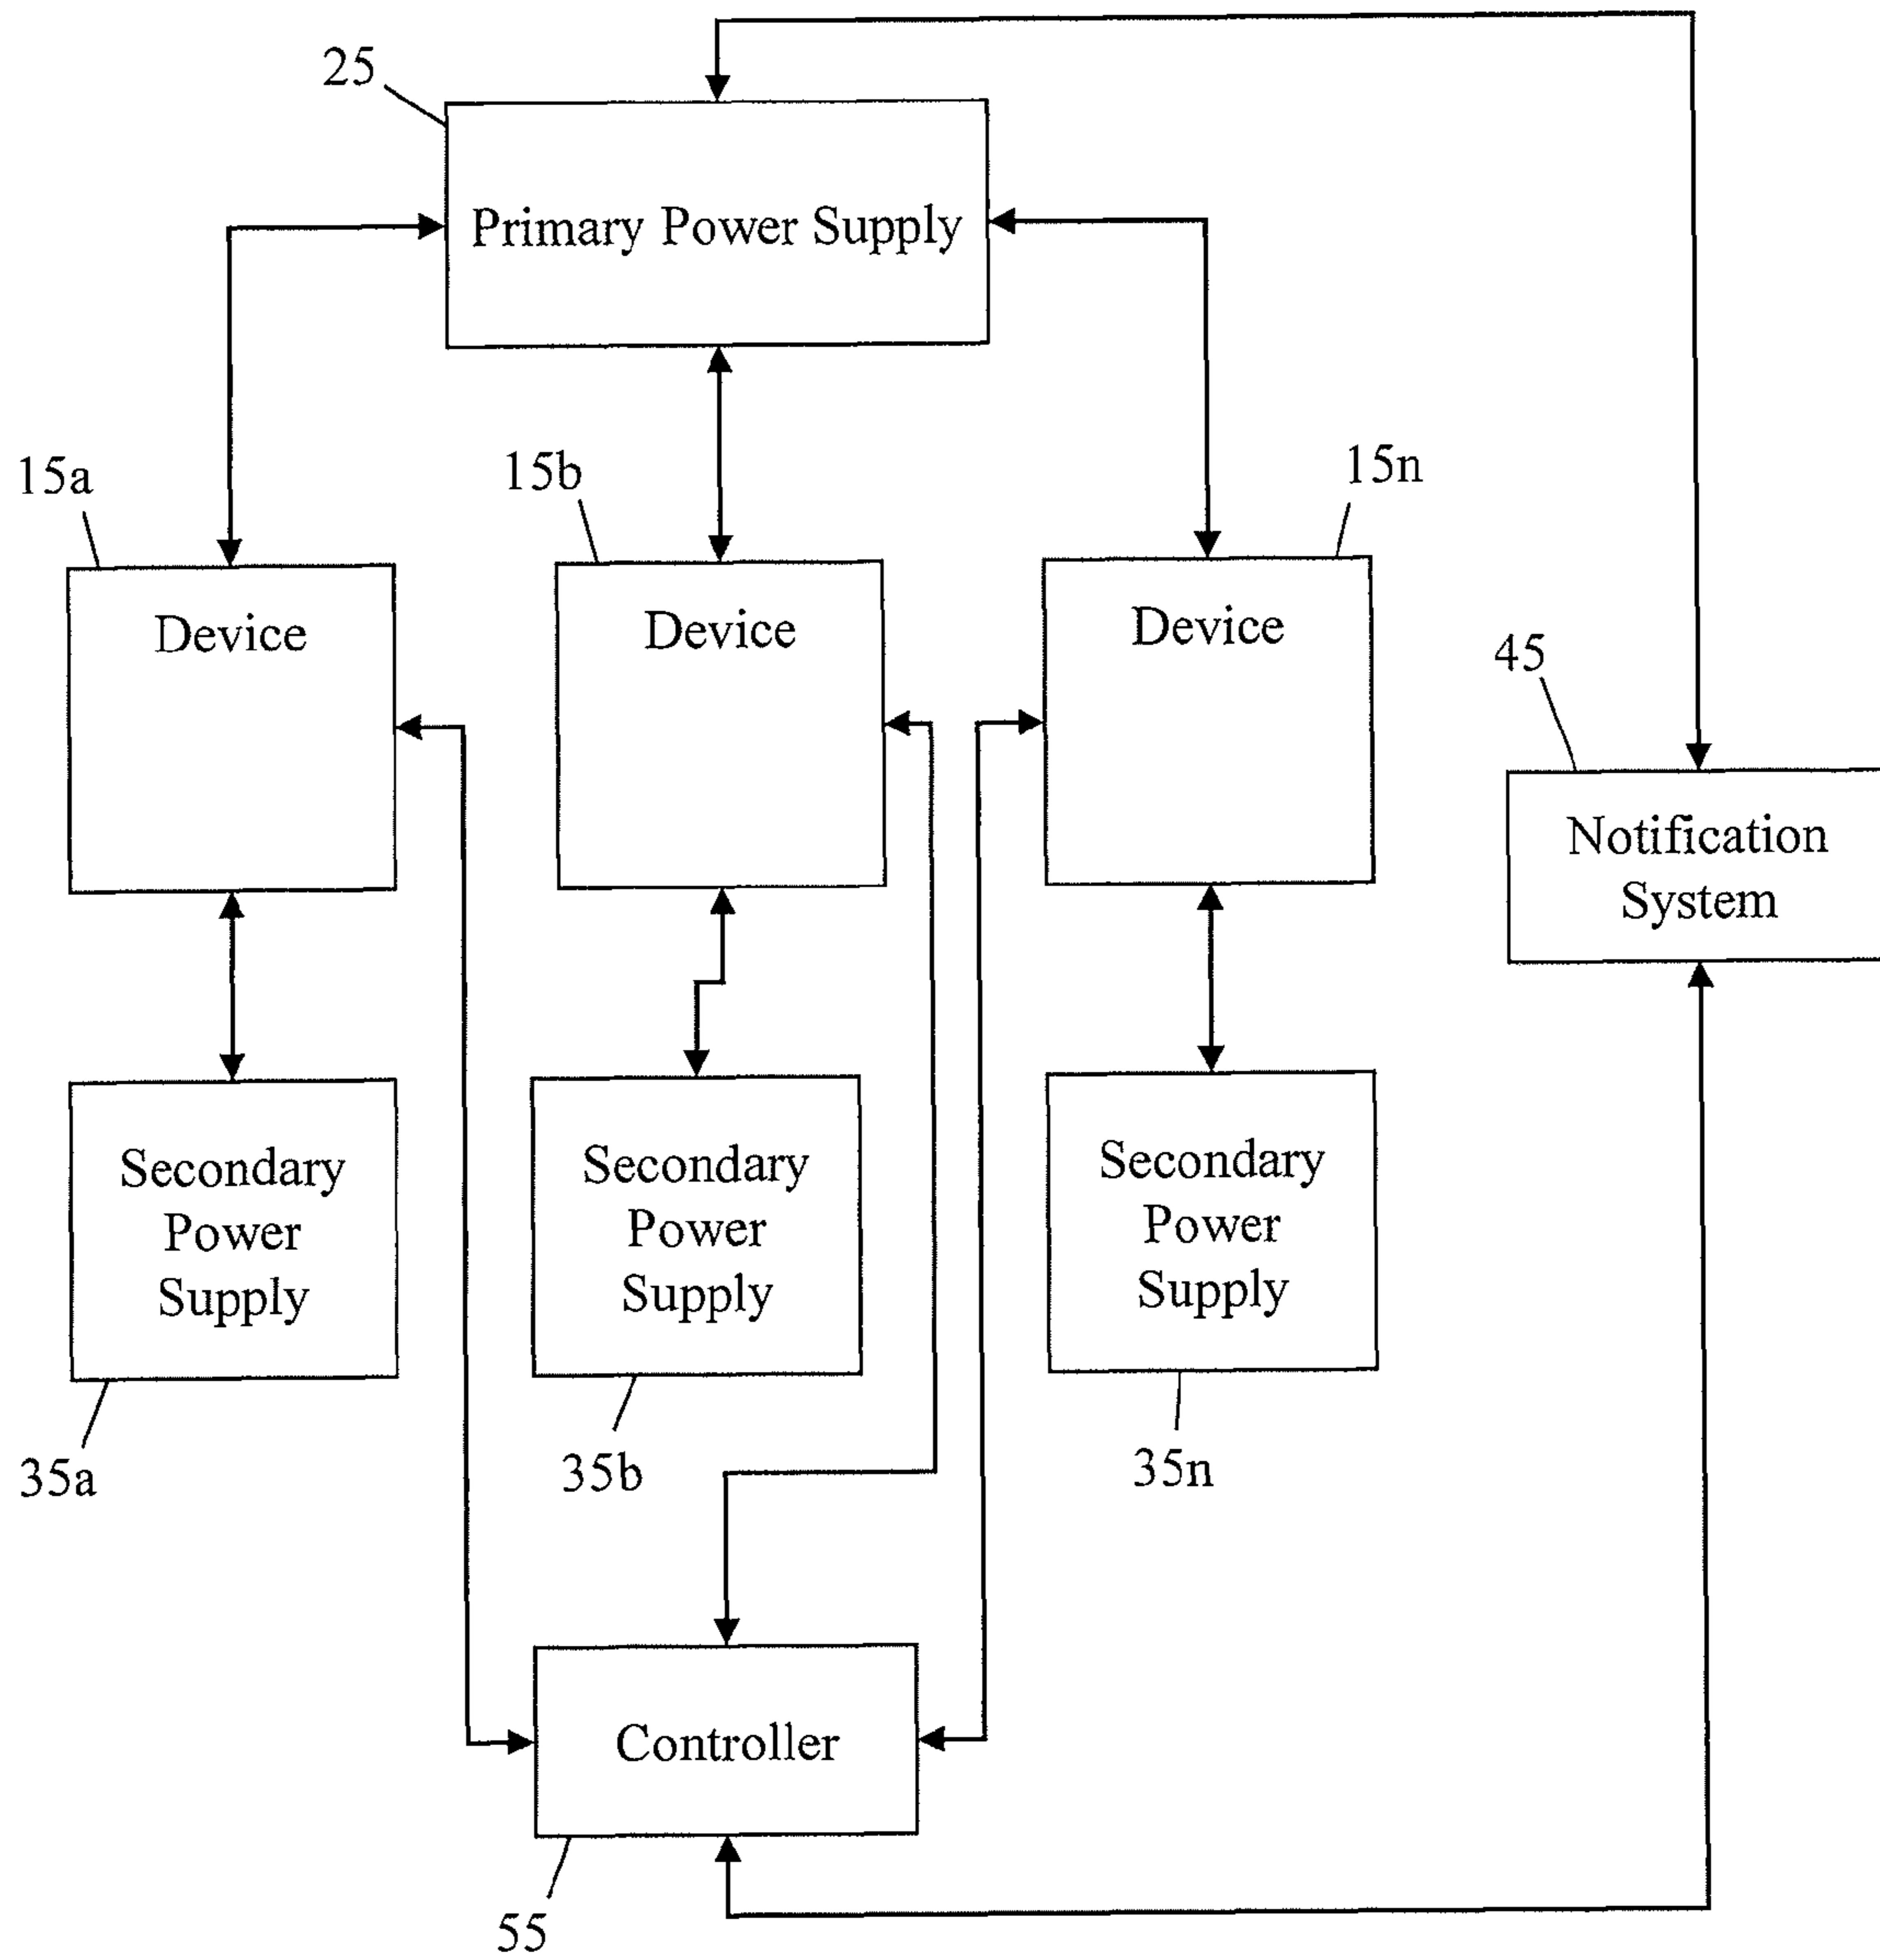 25
Primary Power Supply
15a
15b
15n
Device
Device
Device
45
Notification
System
Secondary
Power
Supply
Secondary
Power
Supply
Secondary
Power
Supply
35a
35b
35n
Controller
55